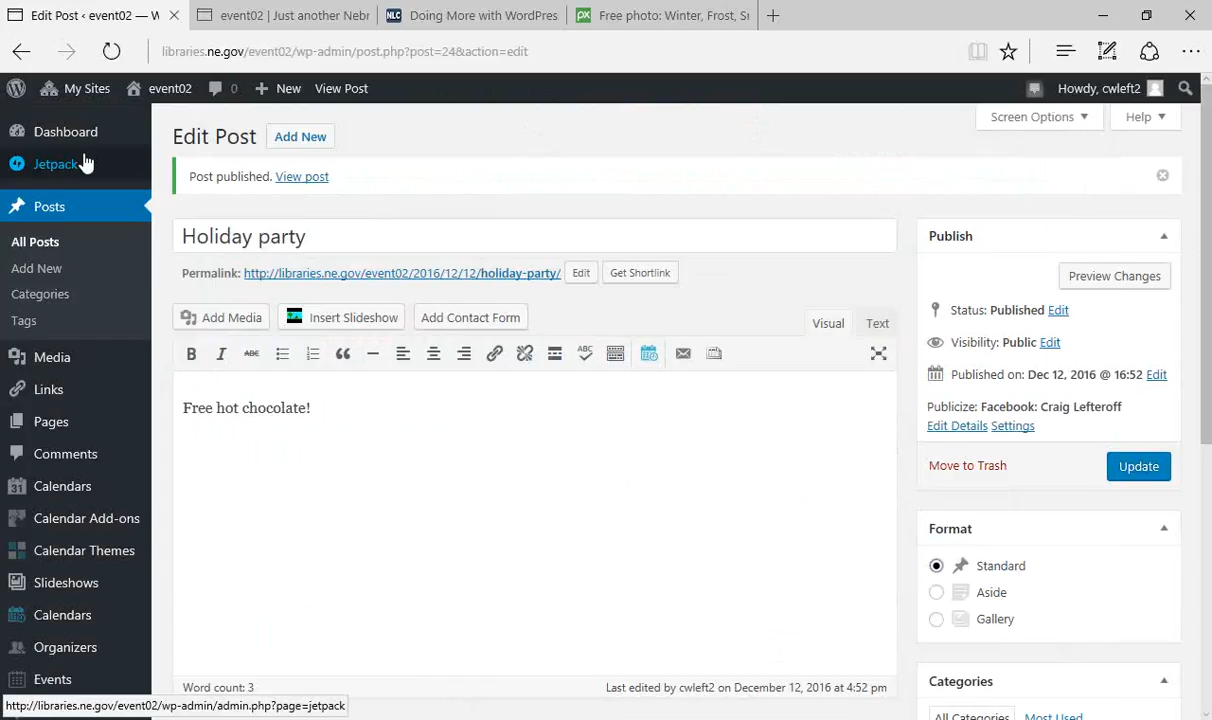 Edit Post ‹ event02 — W
event02 | Just another Nebr
NLC Doing More with WordPress
PX Free photo: Winter, Frost, Sn
libraries.ne.gov/event02/wp-admin/post.php?post=24&action=edit
My Sites event02 0 New View Post Howdy, cwleft2
Screen Options Help
Dashboard
Jetpack
Posts
All Posts
Add New
Categories
Tags
Media
Links
Pages
Comments
31 Calendars
Calendar Add-ons
Calendar Themes
Slideshows
Calendars
Organizers
Events
http://libraries.ne.gov/event02/wp-admin/admin.php?page=jetpack
Edit Post Add New
Post published. View post
Holiday party
Permalink: http://libraries.ne.gov/event02/2016/12/12/holiday-party/ Edit Get Shortlink
Add Media Insert Slideshow Add Contact Form Visual Text
B I ABC ABC
Free hot chocolate!
Word count: 3 Last edited by cwleft2 on December 12, 2016 at 4:52 pm
Publish
Preview Changes
Status: Published Edit
Visibility: Public Edit
Published on: Dec 12, 2016 @ 16:52 Edit
Publicize: Facebook: Craig Lefteroff
Edit Details Settings
Move to Trash Update
Format
Standard
Aside
Gallery
Categories
All Categories Most Used